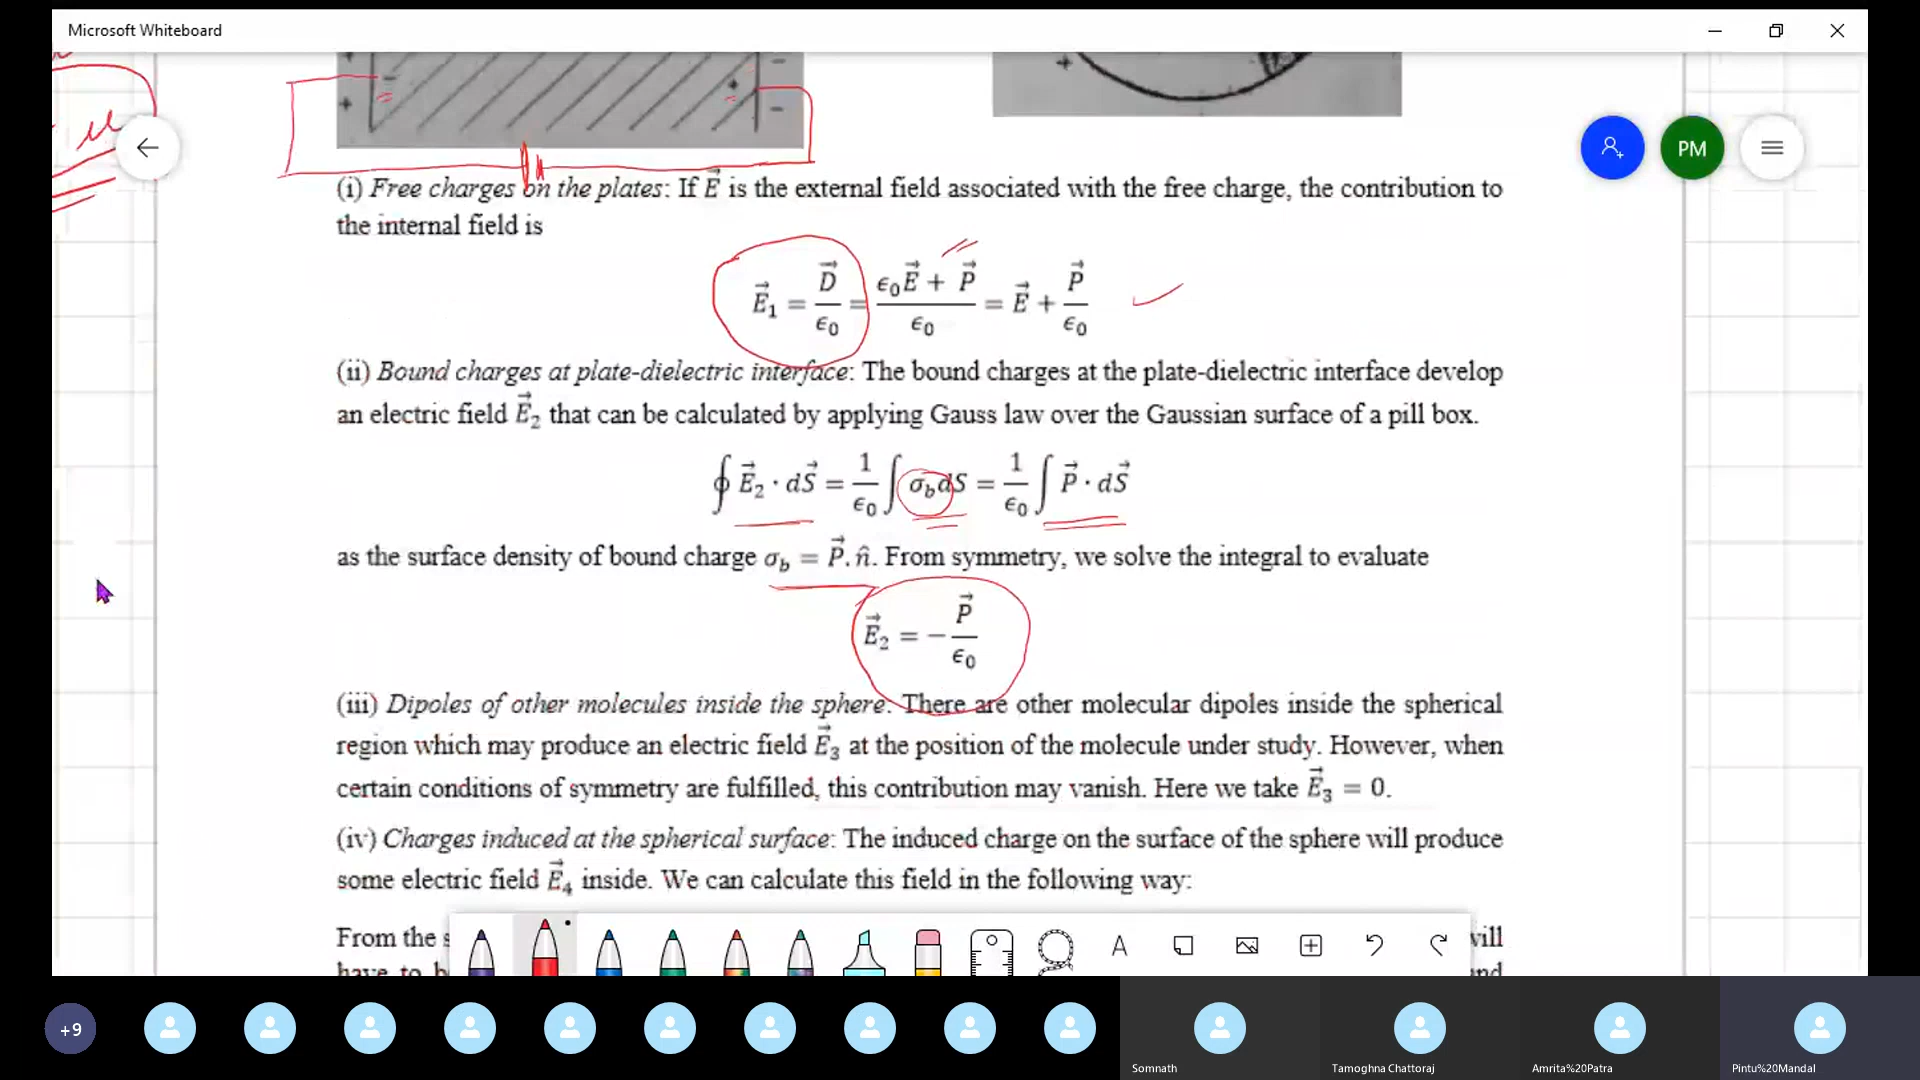 Microsoft Whiteboard
PM
(i) Free charges on the plates: If E⃗ is the external field associated with the free charge, the contribution to
the internal field is
E⃗₁ = D⃗/ϵ₀ = (ϵ₀E⃗ + P⃗)/ϵ₀ = E⃗ + P⃗/ϵ₀
(ii) Bound charges at plate-dielectric interface: The bound charges at the plate-dielectric interface develop
an electric field E⃗₂ that can be calculated by applying Gauss law over the Gaussian surface of a pill box.
∮ E⃗₂ · dS⃗ = 1/ϵ₀ ∫ σ_b dS = 1/ϵ₀ ∫ P⃗ · dS⃗
as the surface density of bound charge σ_b = P⃗. n̂. From symmetry, we solve the integral to evaluate
E⃗₂ = − P⃗/ϵ₀
(iii) Dipoles of other molecules inside the sphere: There are other molecular dipoles inside the spherical
region which may produce an electric field E⃗₃ at the position of the molecule under study. However, when
certain conditions of symmetry are fulfilled, this contribution may vanish. Here we take E⃗₃ = 0.
(iv) Charges induced at the spherical surface: The induced charge on the surface of the sphere will produce
some electric field E⃗₄ inside. We can calculate this field in the following way:
From the will
have to
+9
Somnath
Tamoghna Chattoraj
Amrita%20Patra
Pintu%20Mandal